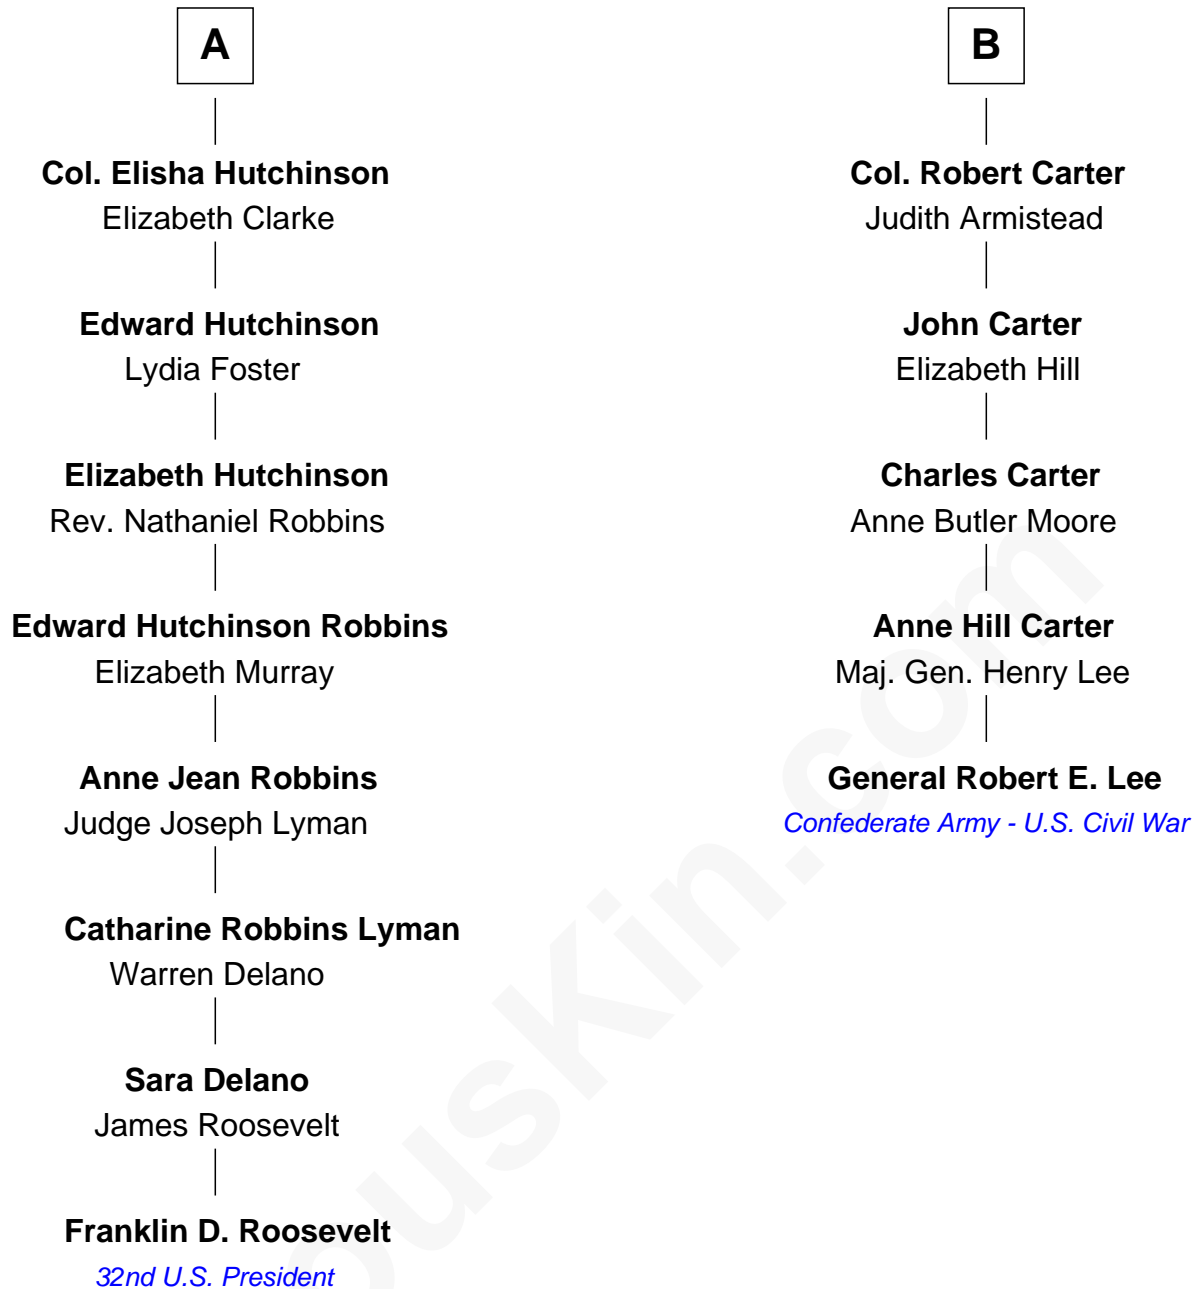 A
Col. Elisha Hutchinson
Elizabeth Clarke
Edward Hutchinson
Lydia Foster
Elizabeth Hutchinson
Rev. Nathaniel Robbins
Edward Hutchinson Robbins
Elizabeth Murray
Anne Jean Robbins
Judge Joseph Lyman
Catharine Robbins Lyman
Warren Delano
Sara Delano
James Roosevelt
Franklin D. Roosevelt
32nd U.S. President
B
Col. Robert Carter
Judith Armistead
John Carter
Elizabeth Hill
Charles Carter
Anne Butler Moore
Anne Hill Carter
Maj. Gen. Henry Lee
General Robert E. Lee
Confederate Army - U.S. Civil War
ousKin.com